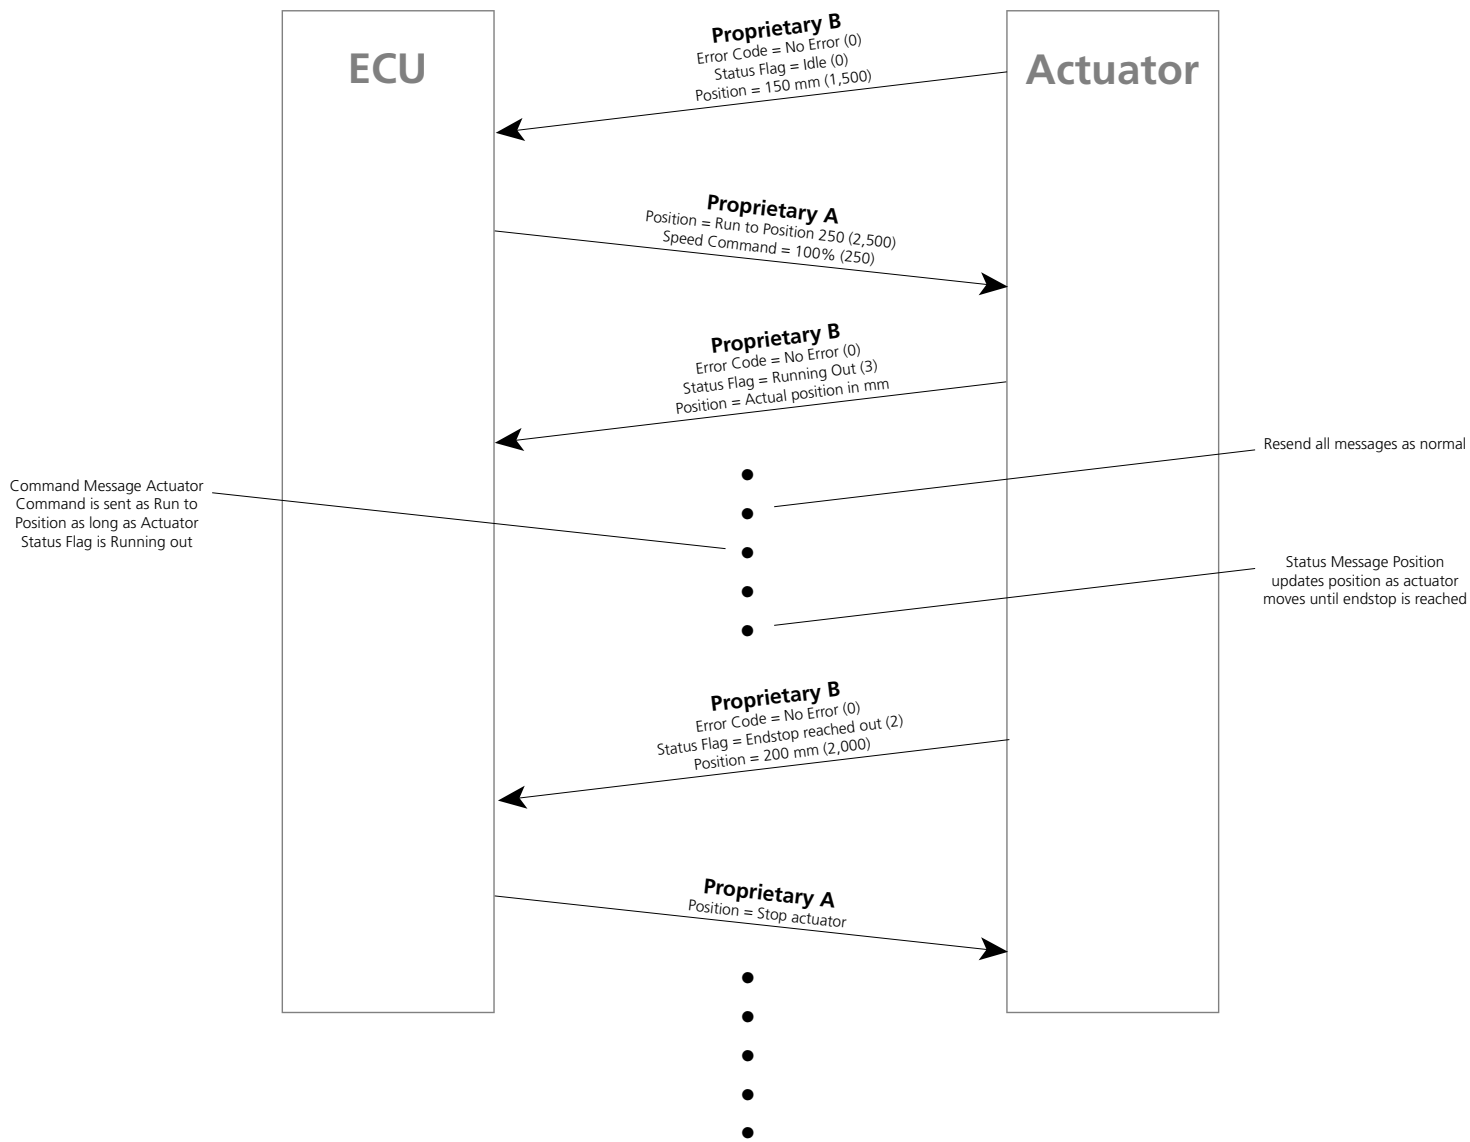 ECU
Actuator
Proprietary B
Error Code = No Error (0)
Status Flag = Idle (0)
Position = 150 mm (1,500)
Proprietary A
Position = Run to Position 250 (2,500)
Speed Command = 100% (250)
Proprietary B
Error Code = No Error (0)
Status Flag = Running Out (3)
Position = Actual position in mm
Resend all messages as normal
Command Message Actuator
Command is sent as Run to
Position as long as Actuator
Status Flag is Running out
Status Message Position
updates position as actuator
moves until endstop is reached
Proprietary B
Error Code = No Error (0)
Status Flag = Endstop reached out (2)
Position = 200 mm (2,000)
Proprietary A
Position = Stop actuator